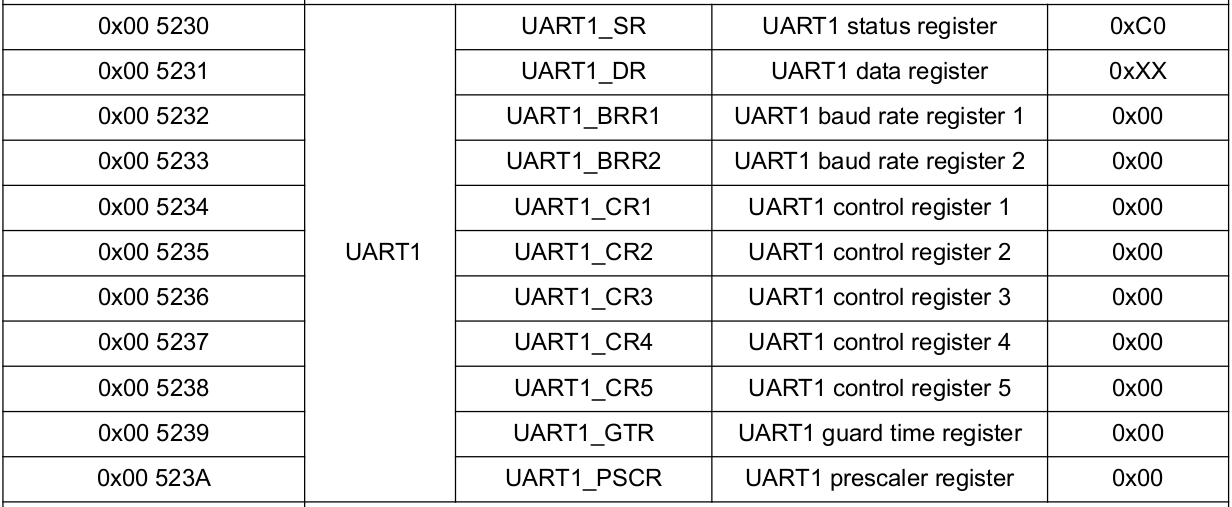 0x00 5230 UART1_SR UART1 status register 0xC0
0x00 5231 UART1_DR UART1 data register 0xXX
0x00 5232 UART1_BRR1 UART1 baud rate register 1 0x00
0x00 5233 UART1_BRR2 UART1 baud rate register 2 0x00
0x00 5234 UART1_CR1 UART1 control register 1 0x00
0x00 5235 UART1 UART1_CR2 UART1 control register 2 0x00
0x00 5236 UART1_CR3 UART1 control register 3 0x00
0x00 5237 UART1_CR4 UART1 control register 4 0x00
0x00 5238 UART1_CR5 UART1 control register 5 0x00
0x00 5239 UART1_GTR UART1 guard time register 0x00
0x00 523A UART1_PSCR UART1 prescaler register 0x00